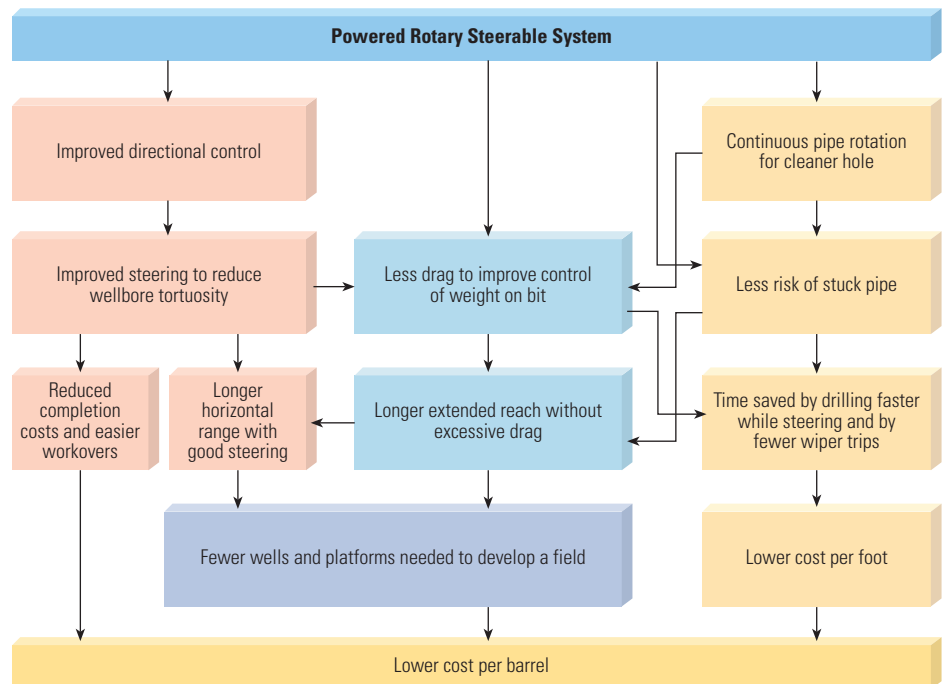 Powered Rotary Steerable System
Improved directional control
Continuous pipe rotation
for cleaner hole
Improved steering to reduce
wellbore tortuosity
Less drag to improve control
of weight on bit
Less risk of stuck pipe
Reduced
completion
costs and easier
workovers
Longer
horizontal
range with
good steering
Longer extended reach without
excessive drag
Time saved by drilling faster
while steering and by
fewer wiper trips
Fewer wells and platforms needed to develop a field
Lower cost per foot
Lower cost per barrel